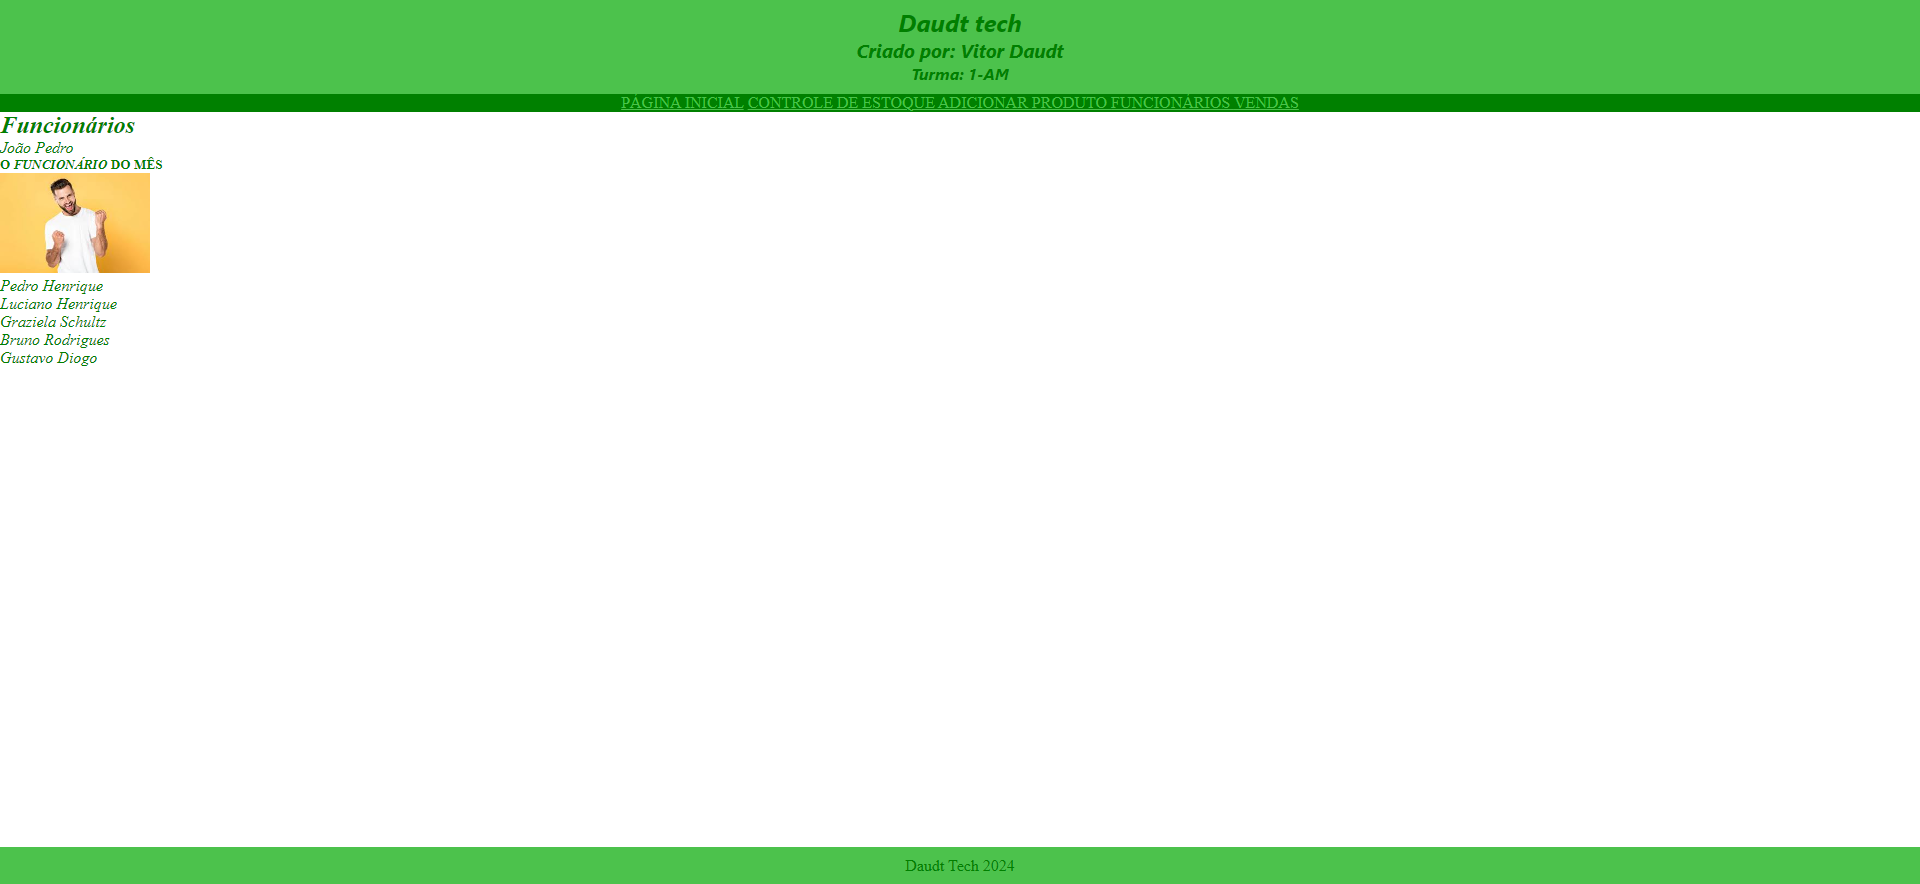 Daudt tech
Criado por: Vitor Daudt
Turma: 1-AM
PÁGINA INICIAL CONTROLE DE ESTOQUE ADICIONAR PRODUTO FUNCIONÁRIOS VENDAS
Funcionários
João Pedro
O FUNCIONÁRIO DO MÊS
Pedro Henrique
Luciano Henrique
Graziela Schultz
Bruno Rodrigues
Gustavo Diogo
Daudt Tech 2024